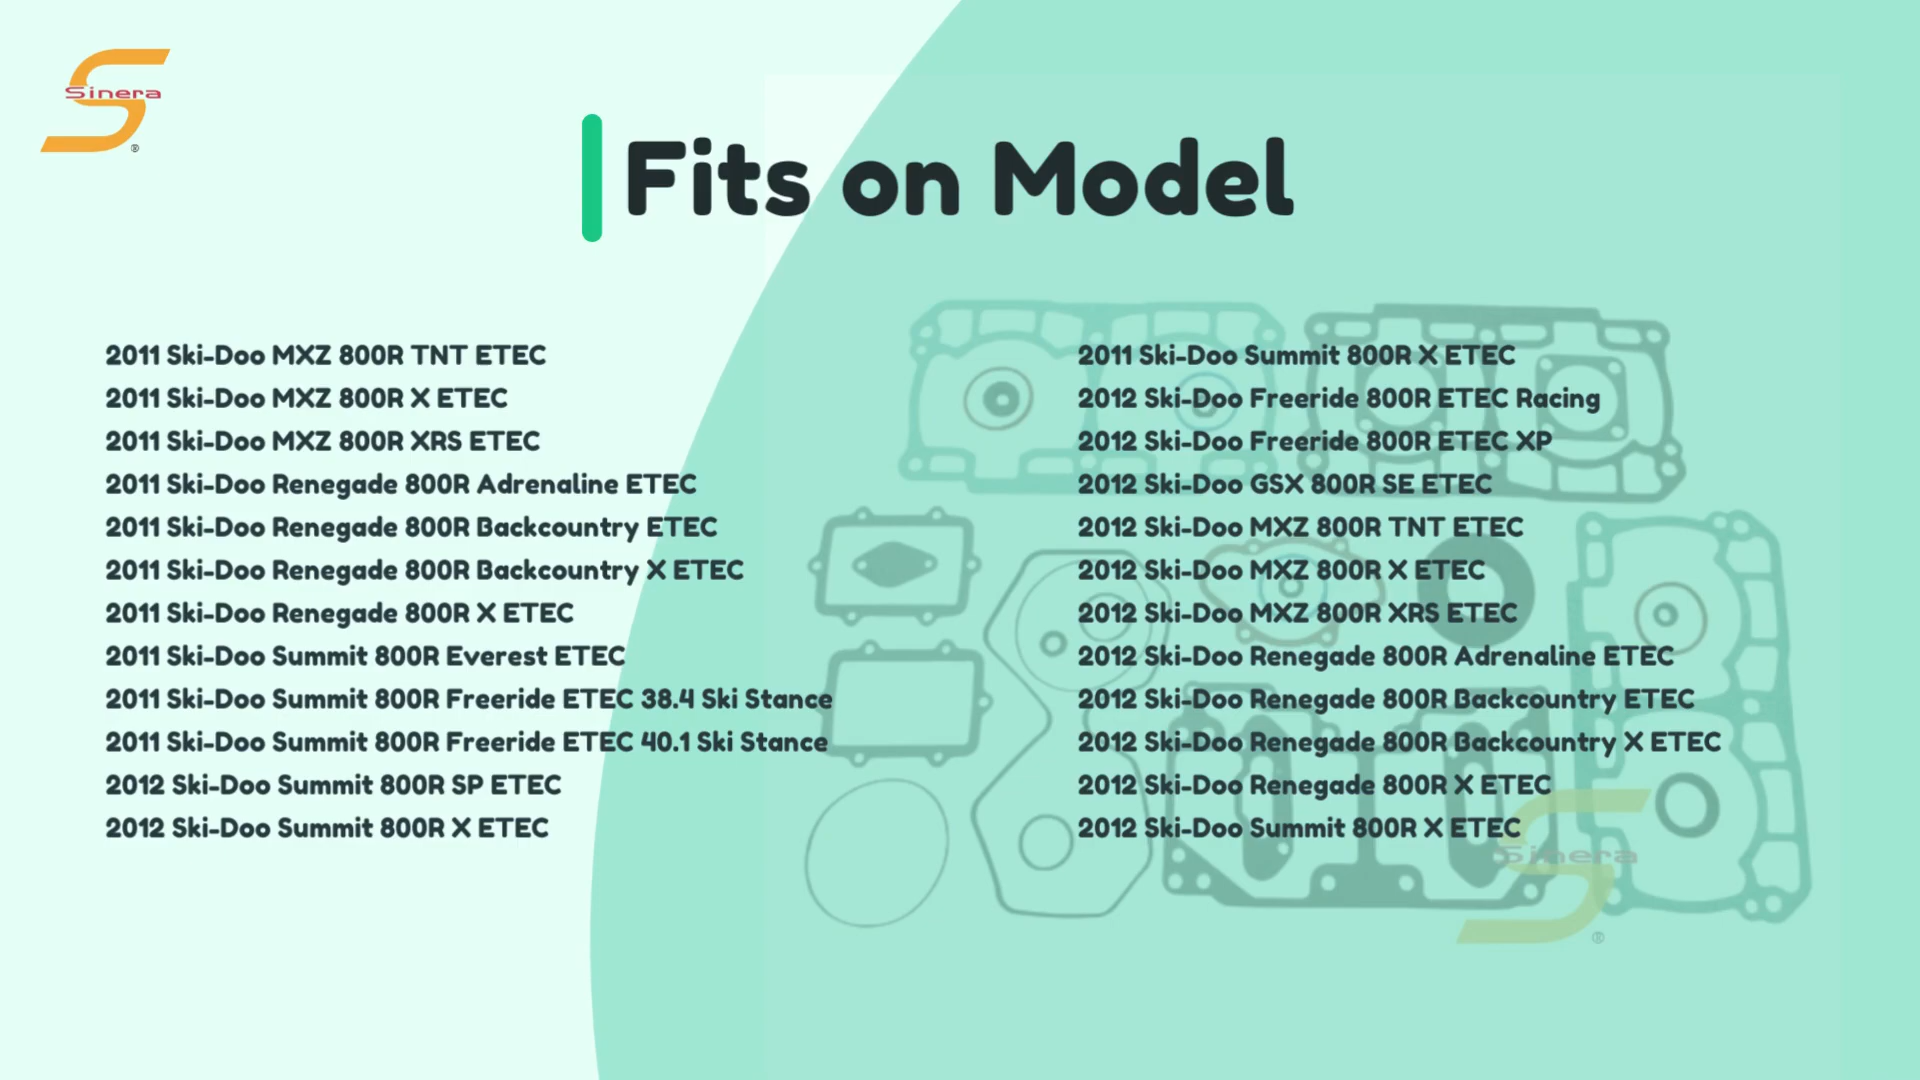 Sinera
®
Fits on Model
2011 Ski-Doo MXZ 800R TNT ETEC
2011 Ski-Doo MXZ 800R X ETEC
2011 Ski-Doo MXZ 800R XRS ETEC
2011 Ski-Doo Renegade 800R Adrenaline ETEC
2011 Ski-Doo Renegade 800R Backcountry ETEC
2011 Ski-Doo Renegade 800R Backcountry X ETEC
2011 Ski-Doo Renegade 800R X ETEC
2011 Ski-Doo Summit 800R Everest ETEC
2011 Ski-Doo Summit 800R Freeride ETEC 38.4 Ski Stance
2011 Ski-Doo Summit 800R Freeride ETEC 40.1 Ski Stance
2012 Ski-Doo Summit 800R SP ETEC
2012 Ski-Doo Summit 800R X ETEC
2011 Ski-Doo Summit 800R X ETEC
2012 Ski-Doo Freeride 800R ETEC Racing
2012 Ski-Doo Freeride 800R ETEC XP
2012 Ski-Doo GSX 800R SE ETEC
2012 Ski-Doo MXZ 800R TNT ETEC
2012 Ski-Doo MXZ 800R X ETEC
2012 Ski-Doo MXZ 800R XRS ETEC
2012 Ski-Doo Renegade 800R Adrenaline ETEC
2012 Ski-Doo Renegade 800R Backcountry ETEC
2012 Ski-Doo Renegade 800R Backcountry X ETEC
2012 Ski-Doo Renegade 800R X ETEC
2012 Ski-Doo Summit 800R X ETEC
Sinera
®